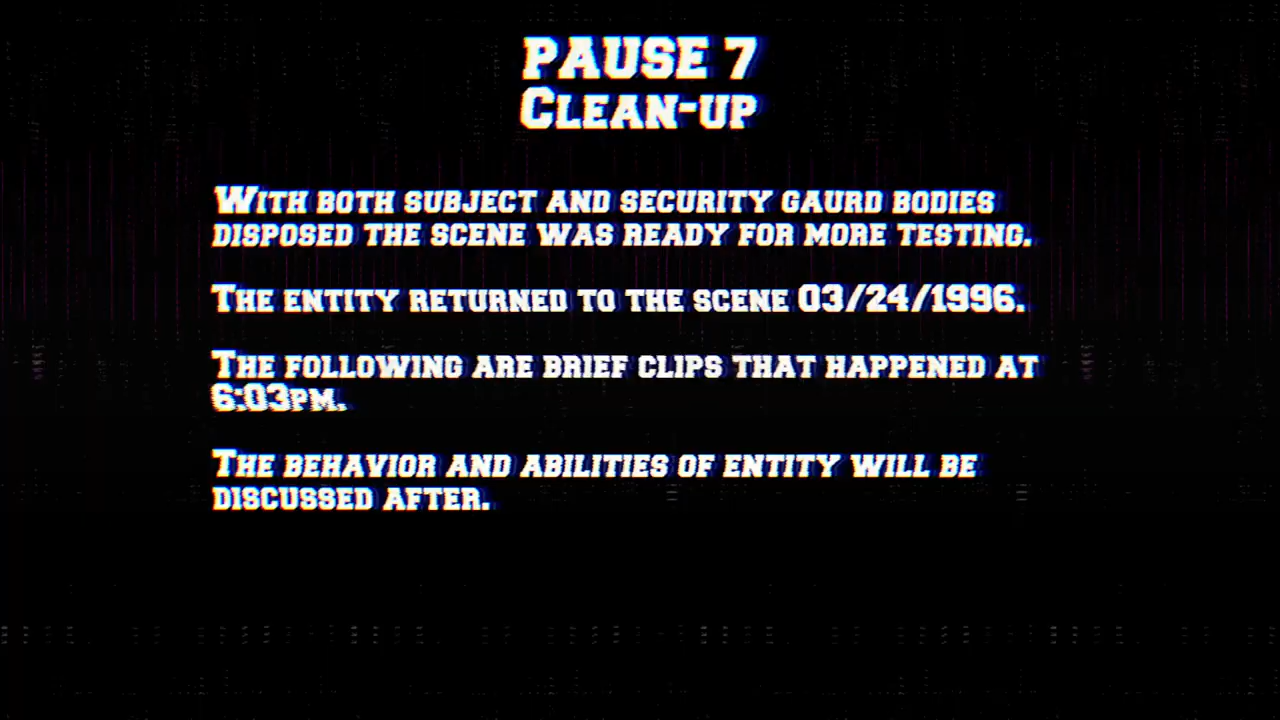 PAUSE 7
CLEAN-UP
WITH BOTH SUBJECT AND SECURITY GAURD BODIES
DISPOSED THE SCENE WAS READY FOR MORE TESTING.
THE ENTITY RETURNED TO THE SCENE 03/24/1996.
THE FOLLOWING ARE BRIEF CLIPS THAT HAPPENED AT
6:03PM.
THE BEHAVIOR AND ABILITIES OF ENTITY WILL BE
DISCUSSED AFTER.